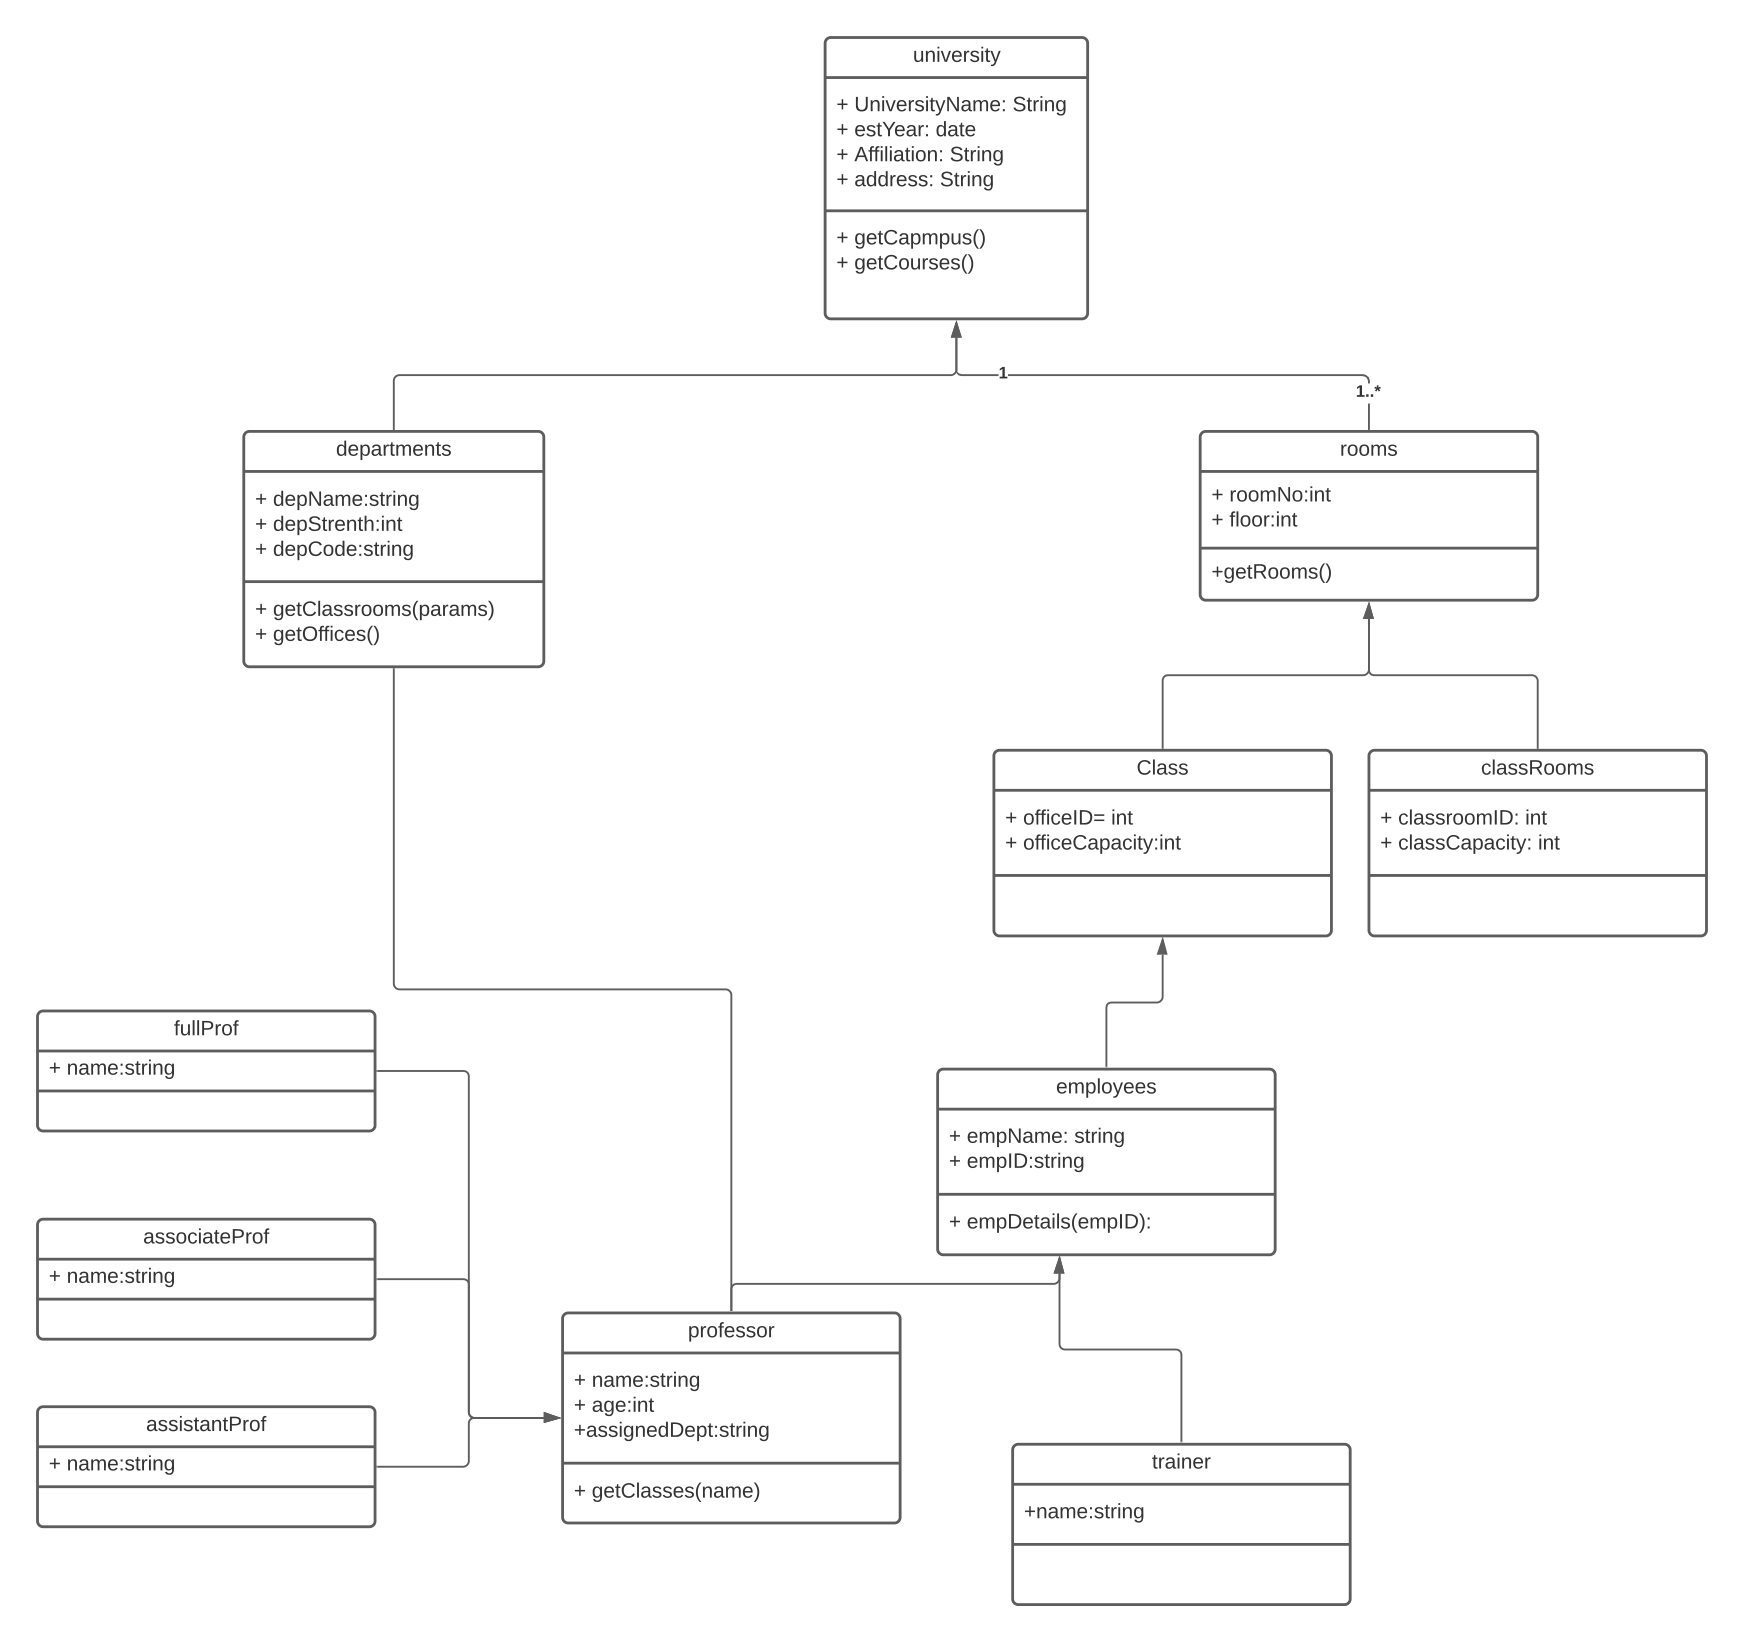 university
+ UniversityName: String
+ estYear: date
+ Affiliation: String
+ address: String
+ getCapmpus()
+ getCourses()
1
1..*
departments
+ depName:string
+ depStrenth:int
+ depCode:string
+ getClassrooms(params)
+ getOffices()
rooms
+ roomNo:int
+ floor:int
+getRooms()
Class
+ officeID= int
+ officeCapacity:int
classRooms
+ classroomID: int
+ classCapacity: int
fullProf
+ name:string
employees
+ empName: string
+ empID:string
+ empDetails(empID):
associateProf
+ name:string
professor
+ name:string
+ age:int
+assignedDept:string
+ getClasses(name)
assistantProf
+ name:string
trainer
+name:string